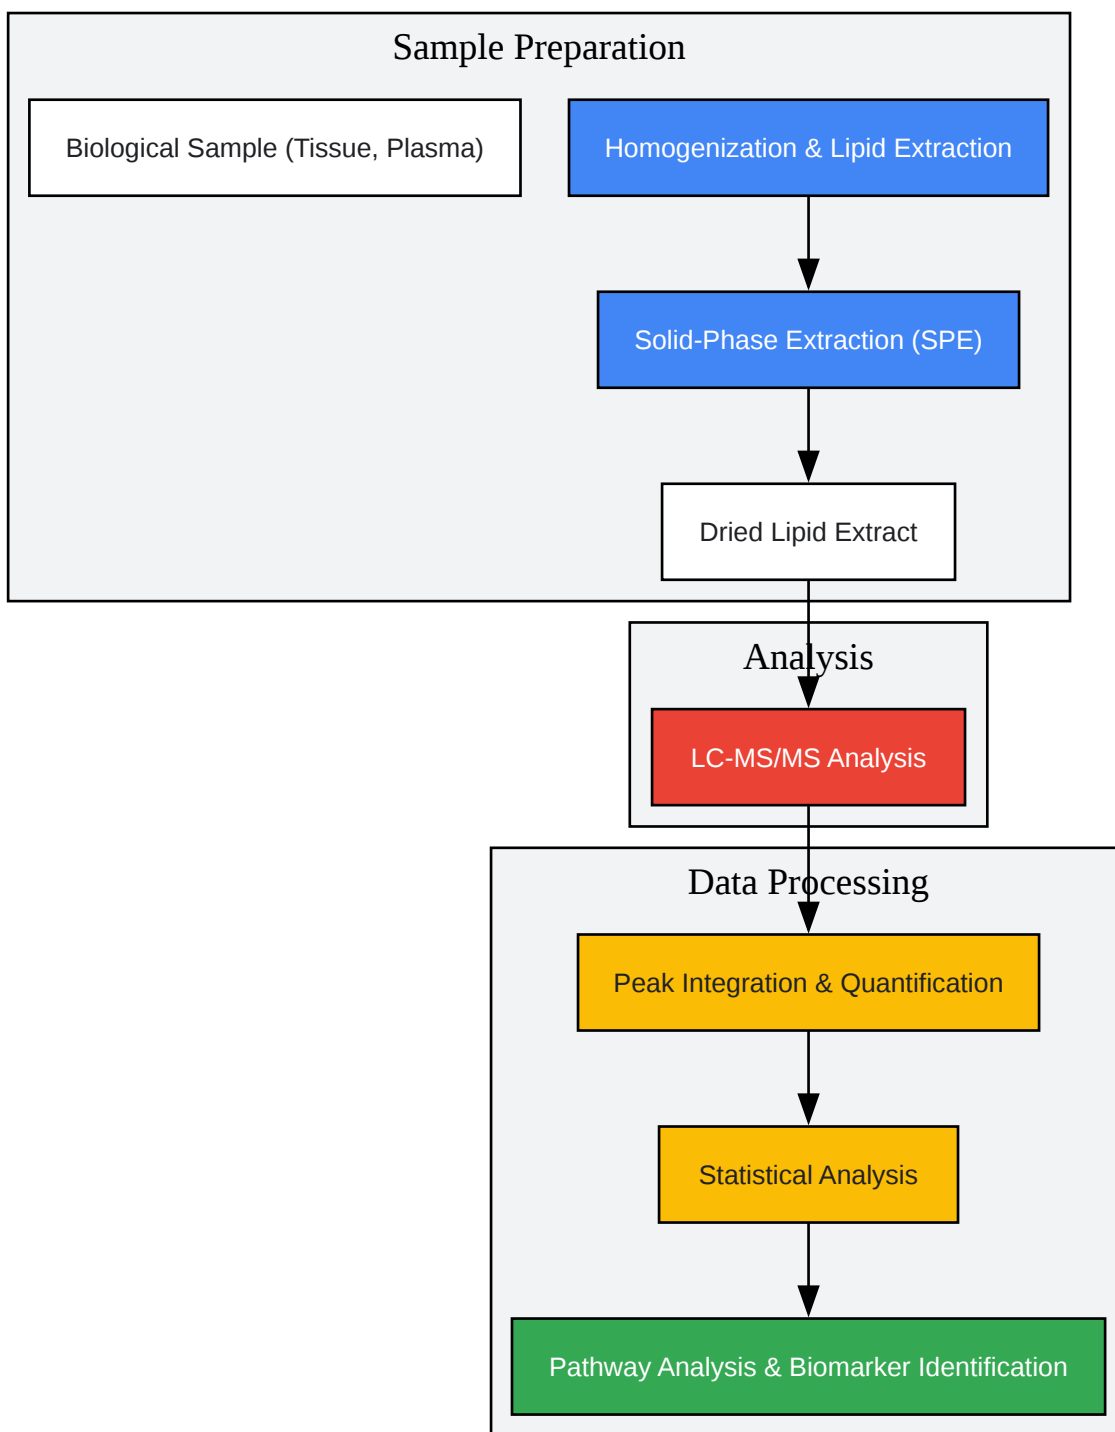 Sample Preparation
Biological Sample (Tissue, Plasma)
Homogenization & Lipid Extraction
Solid-Phase Extraction (SPE)
Dried Lipid Extract
Analysis
LC-MS/MS Analysis
Data Processing
Peak Integration & Quantification
Statistical Analysis
Pathway Analysis & Biomarker Identification